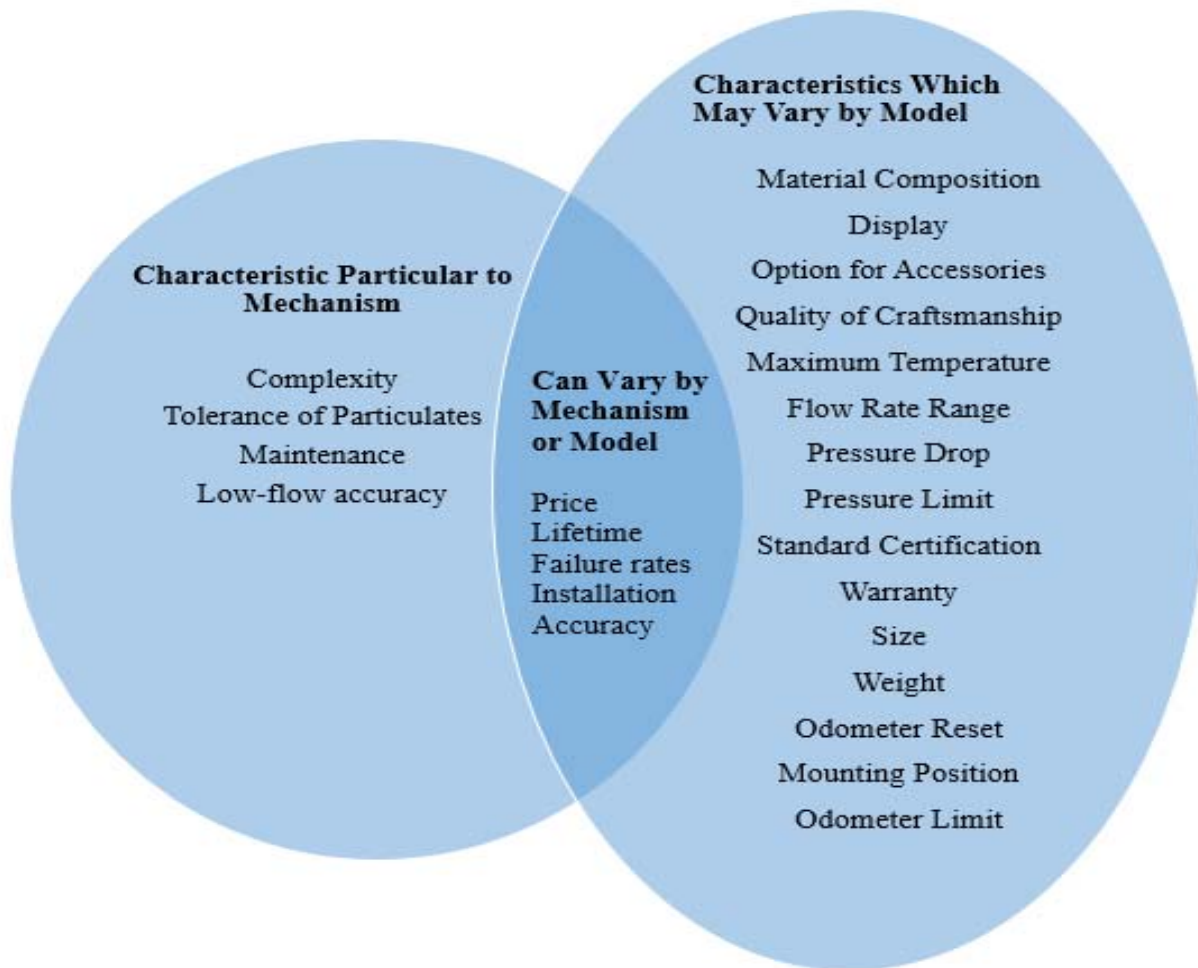 Characteristics Which
May Vary by Model
Material Composition
Display
Option for Accessories
Quality of Craftsmanship
Maximum Temperature
Flow Rate Range
Pressure Drop
Pressure Limit
Standard Certification
Warranty
Size
Weight
Odometer Reset
Mounting Position
Odometer Limit
Characteristic Particular to
Mechanism
Complexity
Tolerance of Particulates
Maintenance
Low-flow accuracy
Can Vary by
Mechanism
or Model
Price
Lifetime
Failure rates
Installation
Accuracy